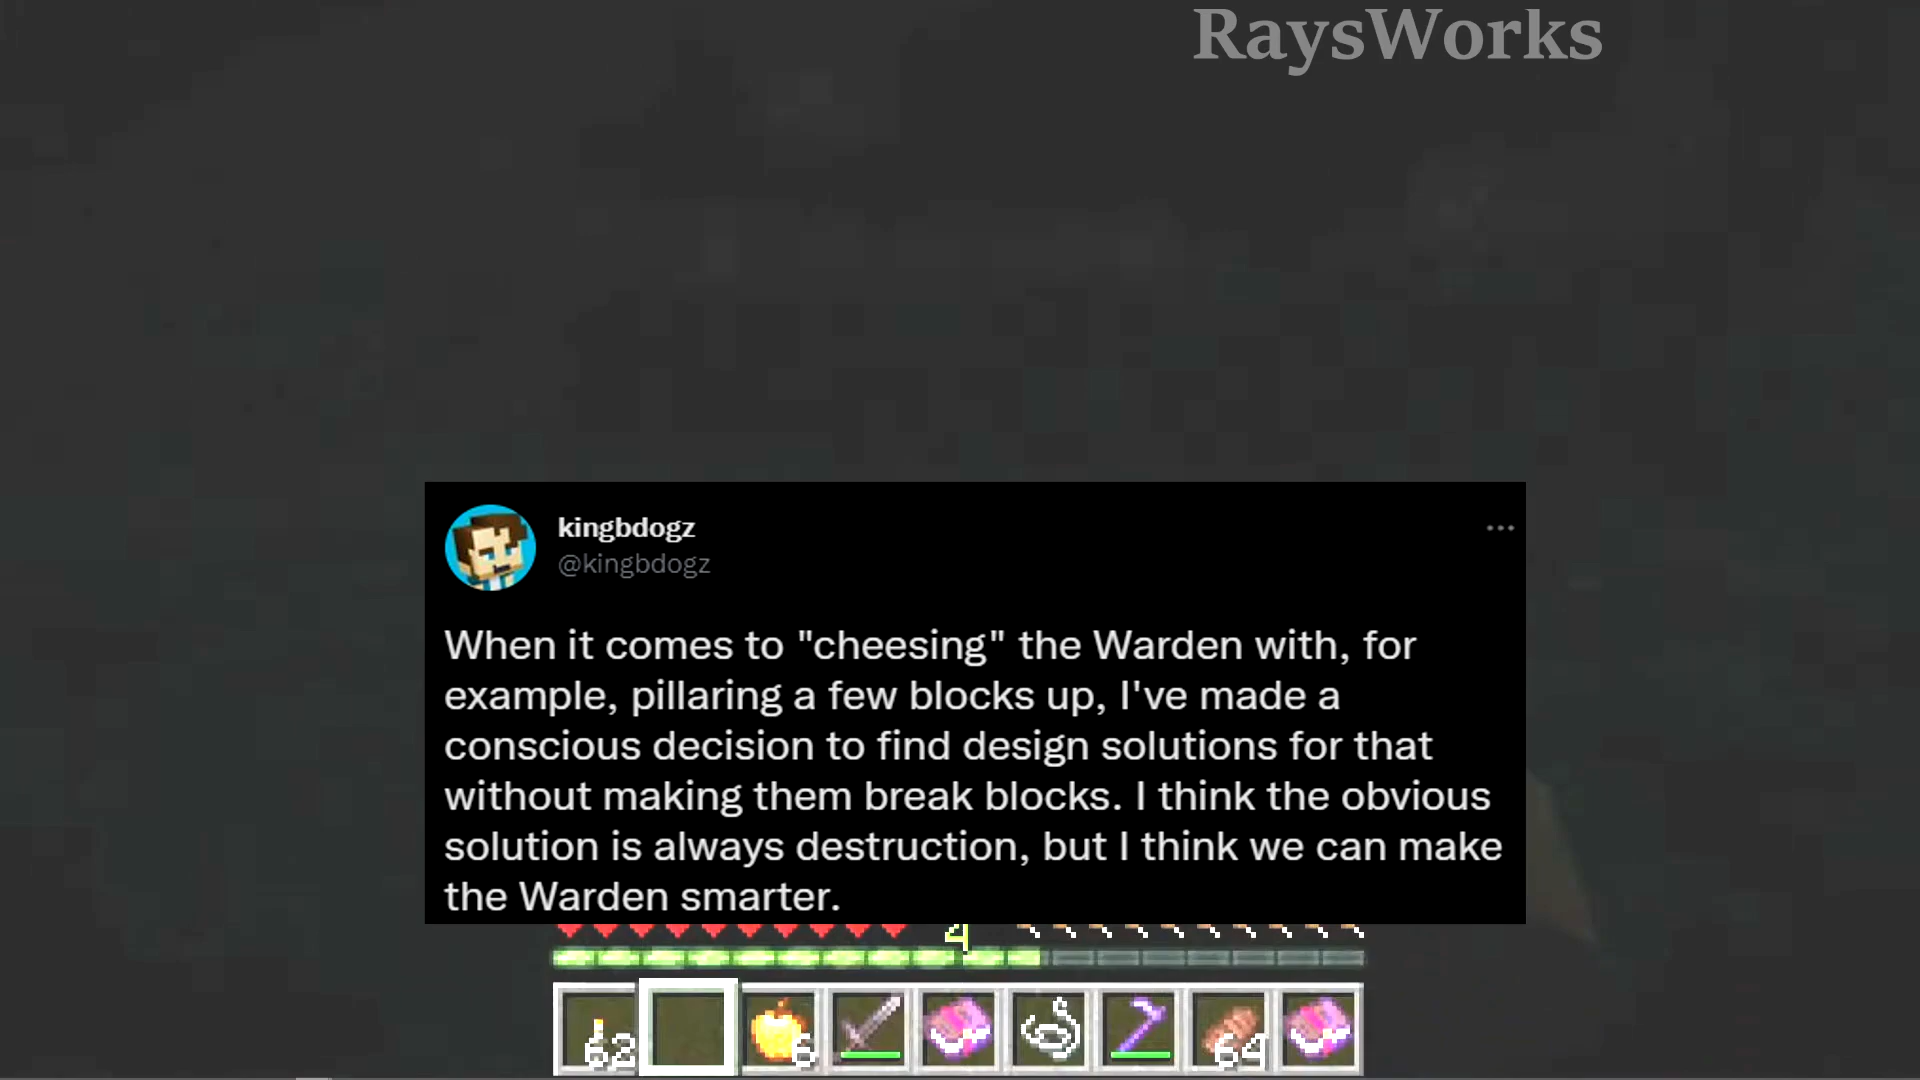 RaysWorks
kingbdogz
@kingbdogz
When it comes to "cheesing" the Warden with, for
example, pillaring a few blocks up, I've made a
conscious decision to find design solutions for that
without making them break blocks. I think the obvious
solution is always destruction, but I think we can make
the Warden smarter.
4
62 6 64